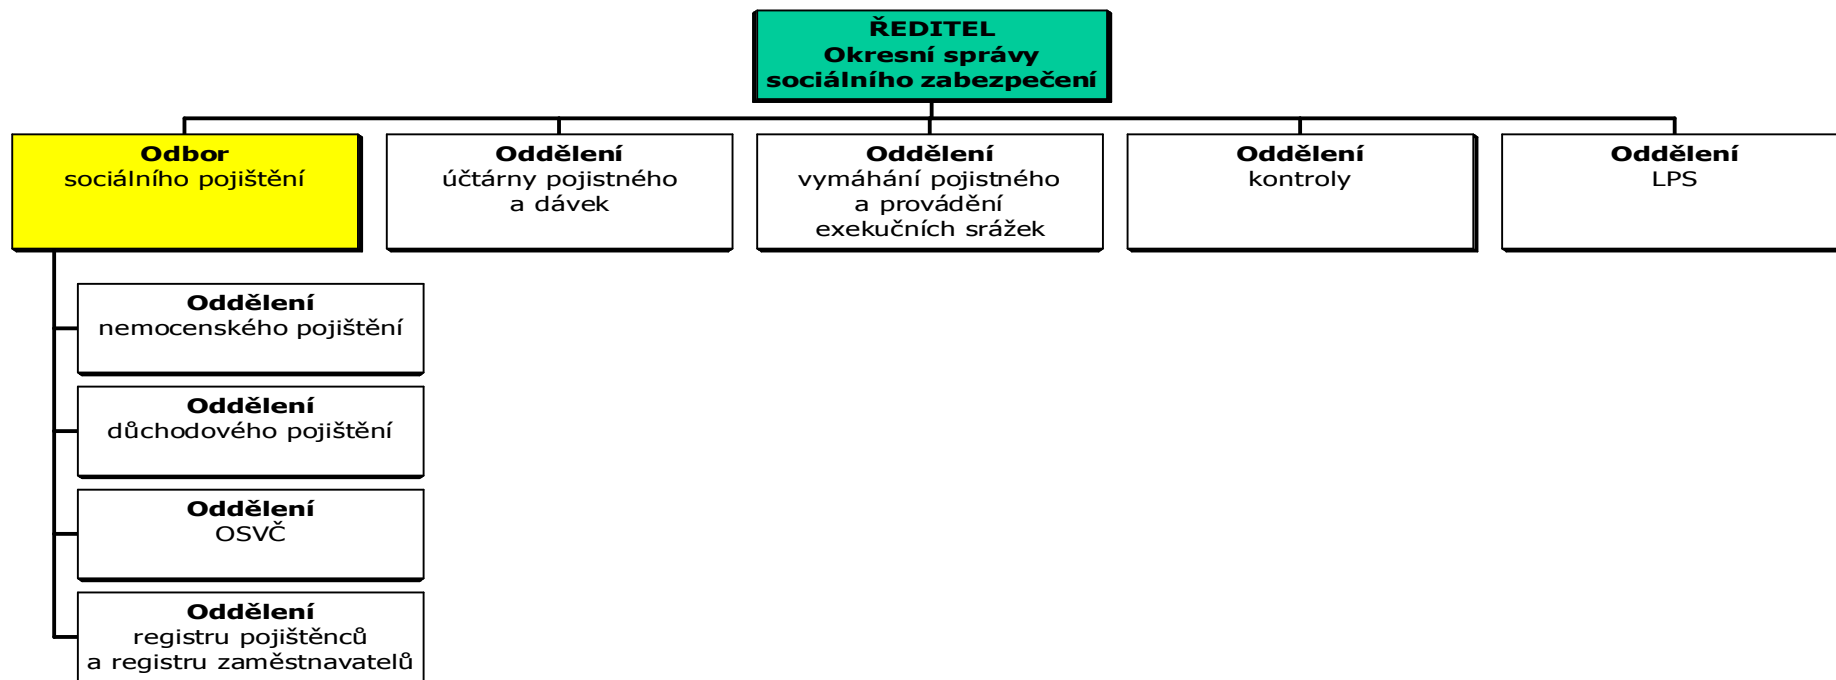 ŘEDITEL
Okresní správy
sociálního zabezpečení
Odbor
sociálního pojištění
Oddělení
účtárny pojistného
a dávek
Oddělení
vymáhání pojistného
a provádění
exekučních srážek
Oddělení
kontroly
Oddělení
LPS
Oddělení
nemocenského pojištění
Oddělení
důchodového pojištění
Oddělení
OSVČ
Oddělení
registru pojištěnců
a registru zaměstnavatelů